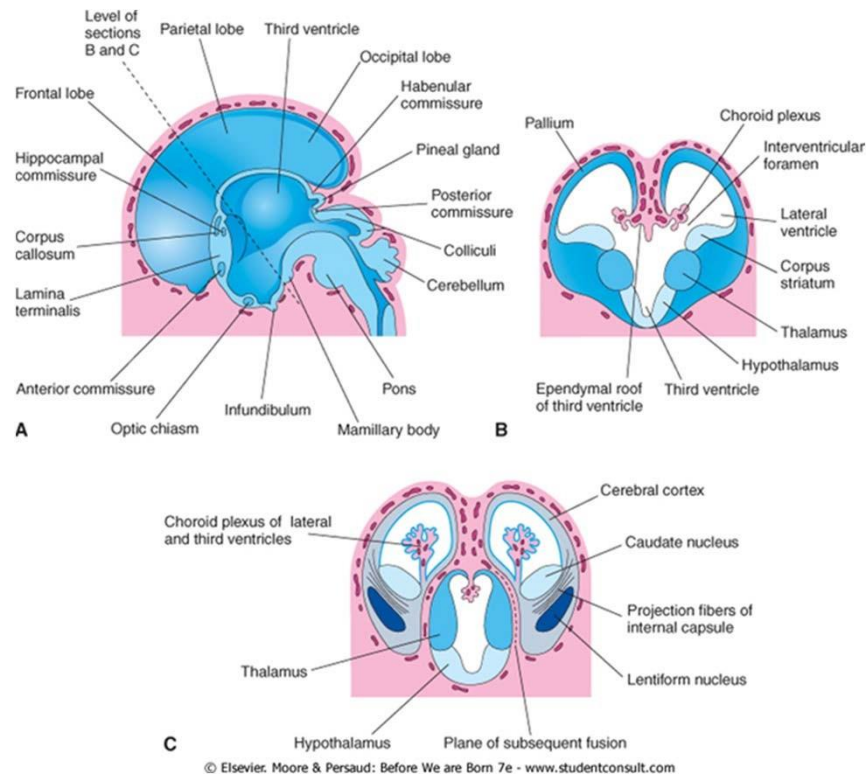 Level of
sections
B and C
Parietal lobe
Third ventricle
Occipital lobe
Habenular
commissure
Frontal lobe
Pineal gland
Hippocampal
commissure
Posterior
commissure
Corpus
callosum
Colliculi
Cerebellum
Lamina
terminalis
Anterior commissure
Pons
Infundibulum
Optic chiasm
Mamillary body
A
Pallium
Choroid plexus
Interventricular
foramen
Lateral
ventricle
Corpus
striatum
Thalamus
Hypothalamus
Ependymal roof
of third ventricle
Third ventricle
B
Choroid plexus of lateral
and third ventricles
Cerebral cortex
Caudate nucleus
Projection fibers of
internal capsule
Thalamus
Lentiform nucleus
Hypothalamus
Plane of subsequent fusion
C
© Elsevier. Moore & Persaud: Before We are Born 7e - www.studentconsult.com